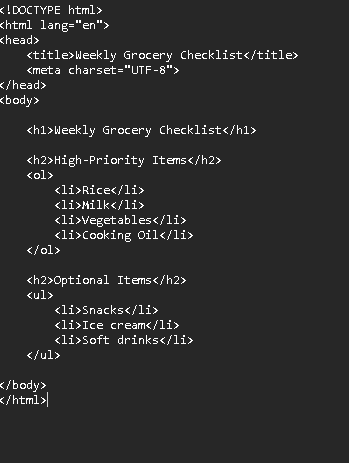 <!DOCTYPE html>
<html lang="en">
<head>
    <title>Weekly Grocery Checklist</title>
    <meta charset="UTF-8">
</head>
<body>

    <h1>Weekly Grocery Checklist</h1>

    <h2>High-Priority Items</h2>
    <ol>
        <li>Rice</li>
        <li>Milk</li>
        <li>Vegetables</li>
        <li>Cooking Oil</li>
    </ol>

    <h2>Optional Items</h2>
    <ul>
        <li>Snacks</li>
        <li>Ice cream</li>
        <li>Soft drinks</li>
    </ul>

</body>
</html>